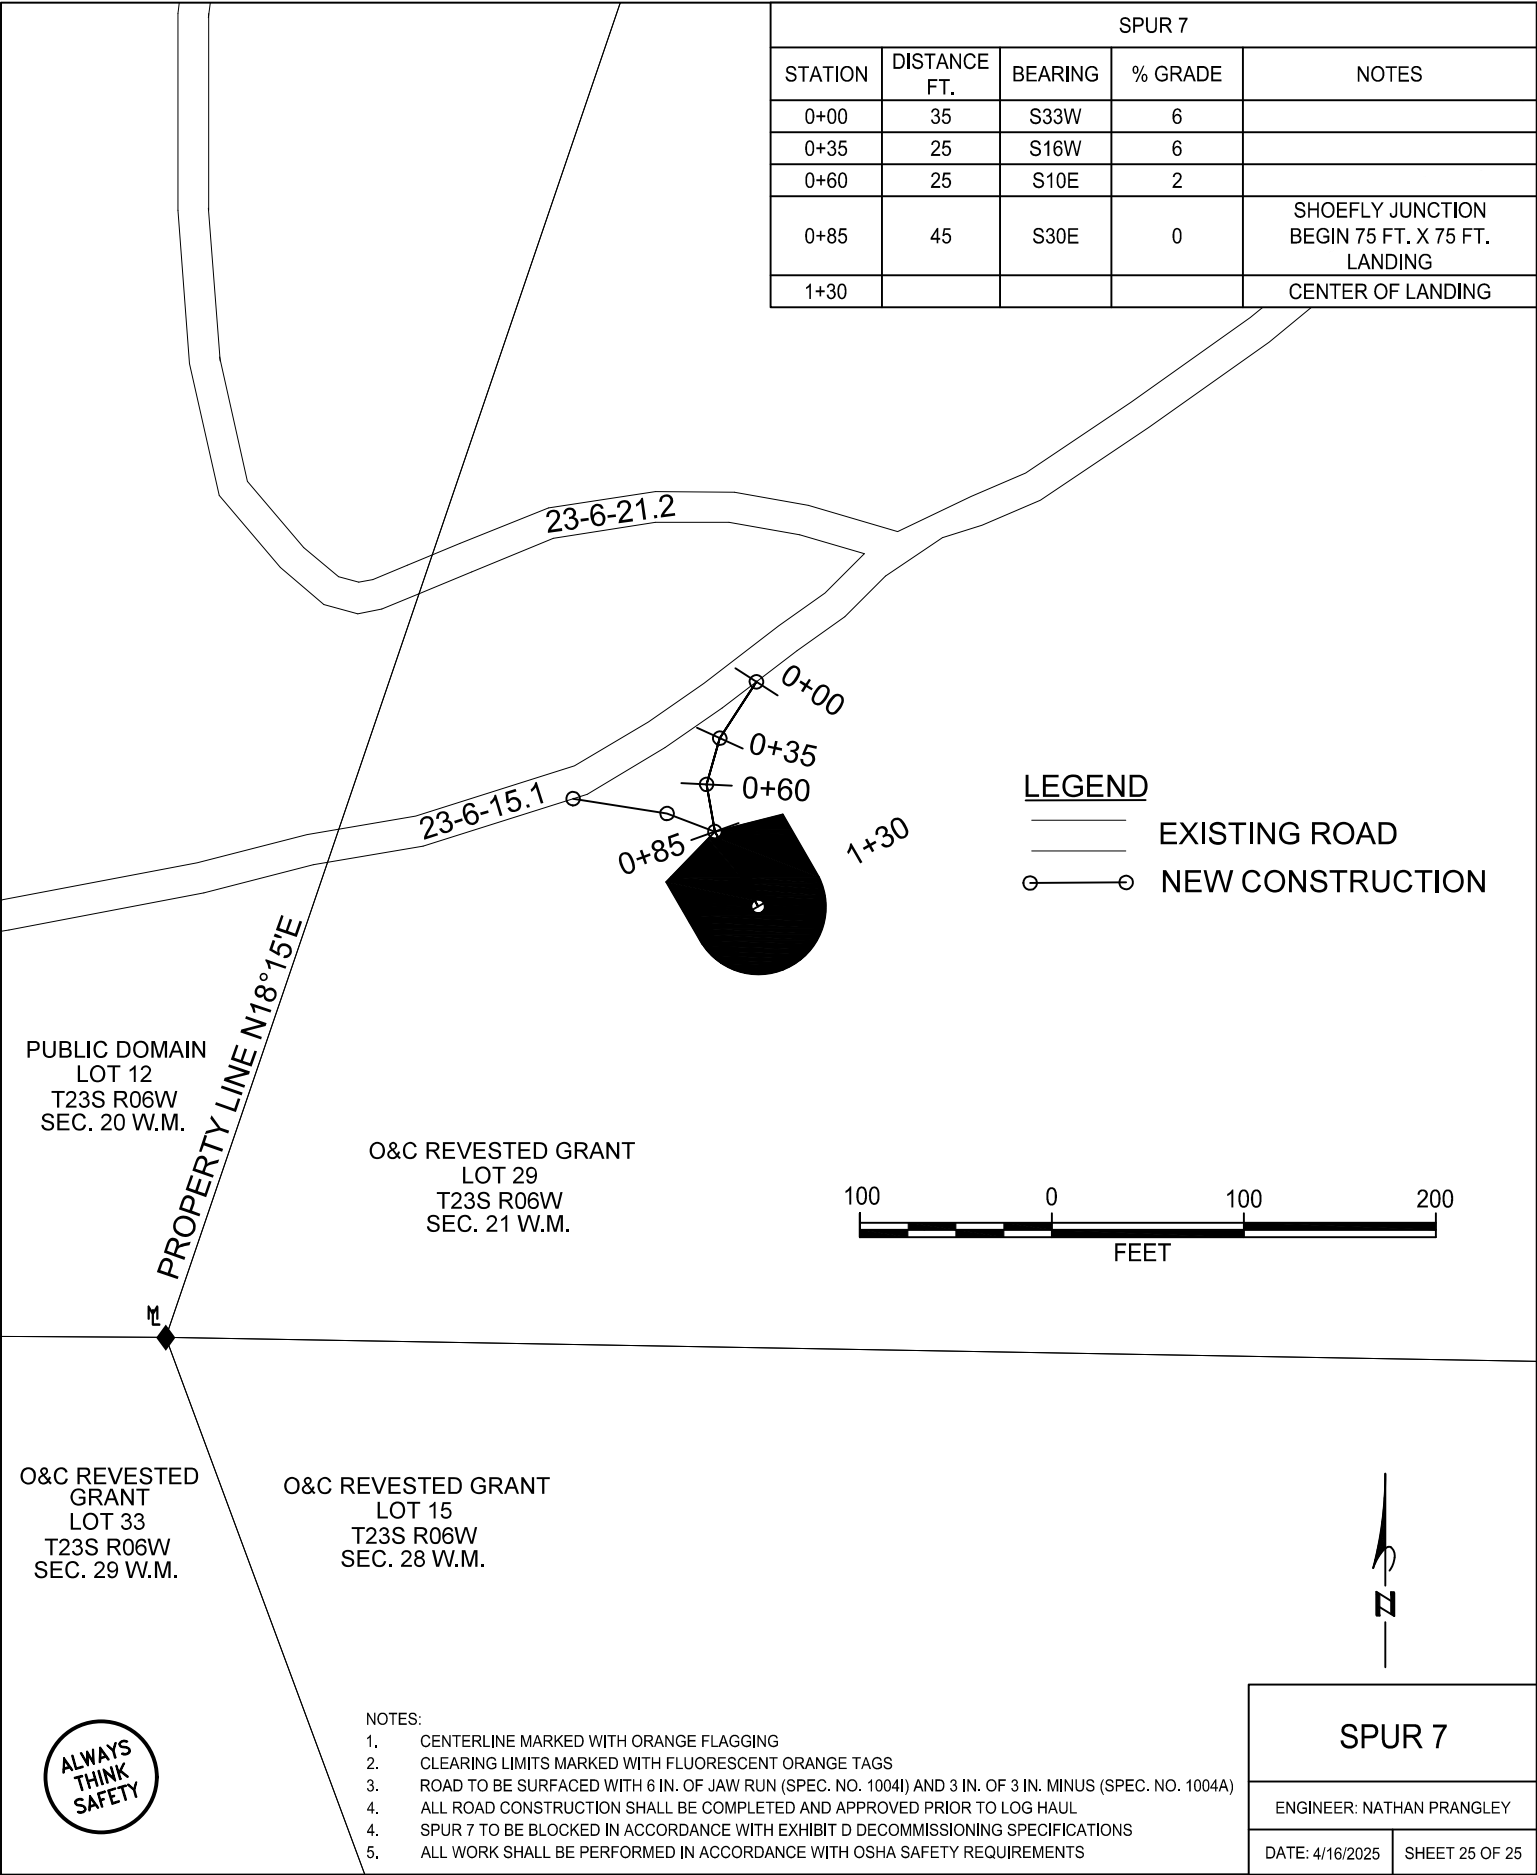 SPUR 7
STATION DISTANCE FT. BEARING % GRADE NOTES
0+00 35 S33W 6
0+35 25 S16W 6
0+60 25 S10E 2
0+85 45 S30E 0 SHOEFLY JUNCTION
BEGIN 75 FT. X 75 FT.
LANDING
1+30 CENTER OF LANDING
23-6-21.2
0+00
0+35
0+60
23-6-15.1
0+85
1+30
LEGEND
EXISTING ROAD
NEW CONSTRUCTION
PROPERTY LINE N18°15'E
PUBLIC DOMAIN
LOT 12
T23S R06W
SEC. 20 W.M.
O&C REVESTED GRANT
LOT 29
T23S R06W
SEC. 21 W.M.
100 0 100 200
FEET
ML
O&C REVESTED
GRANT
LOT 33
T23S R06W
SEC. 29 W.M.
O&C REVESTED GRANT
LOT 15
T23S R06W
SEC. 28 W.M.
N
ALWAYS
THINK
SAFETY
NOTES:
1. CENTERLINE MARKED WITH ORANGE FLAGGING
2. CLEARING LIMITS MARKED WITH FLUORESCENT ORANGE TAGS
3. ROAD TO BE SURFACED WITH 6 IN. OF JAW RUN (SPEC. NO. 1004I) AND 3 IN. OF 3 IN. MINUS (SPEC. NO. 1004A)
4. ALL ROAD CONSTRUCTION SHALL BE COMPLETED AND APPROVED PRIOR TO LOG HAUL
4. SPUR 7 TO BE BLOCKED IN ACCORDANCE WITH EXHIBIT D DECOMMISSIONING SPECIFICATIONS
5. ALL WORK SHALL BE PERFORMED IN ACCORDANCE WITH OSHA SAFETY REQUIREMENTS
SPUR 7
ENGINEER: NATHAN PRANGLEY
DATE: 4/16/2025 SHEET 25 OF 25